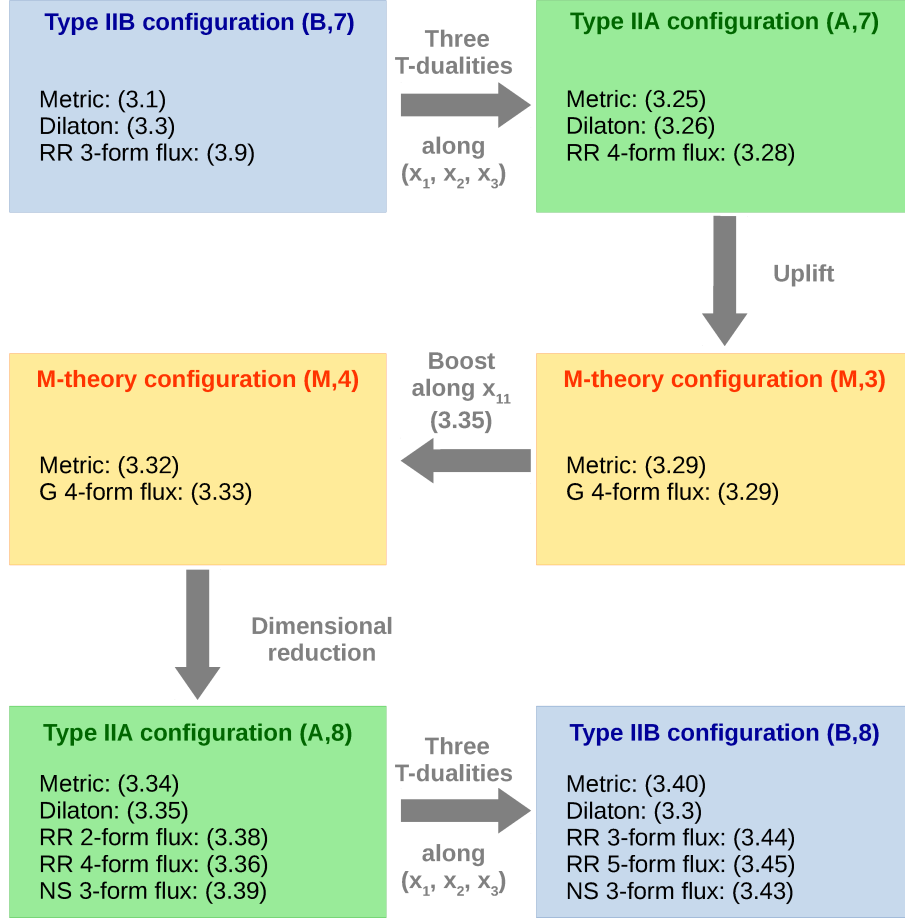 Type IIB configuration (B,7)
Metric: (3.1)
Dilaton: (3.3)
RR 3-form flux: (3.9)
Three
T-dualities
along
(x₁, x₂, x₃)
Type IIA configuration (A,7)
Metric: (3.25)
Dilaton: (3.26)
RR 4-form flux: (3.28)
Uplift
M-theory configuration (M,3)
Metric: (3.29)
G 4-form flux: (3.29)
Boost
along x₁₁
(3.35)
M-theory configuration (M,4)
Metric: (3.32)
G 4-form flux: (3.33)
Dimensional
reduction
Type IIA configuration (A,8)
Metric: (3.34)
Dilaton: (3.35)
RR 2-form flux: (3.38)
RR 4-form flux: (3.36)
NS 3-form flux: (3.39)
Three
T-dualities
along
(x₁, x₂, x₃)
Type IIB configuration (B,8)
Metric: (3.40)
Dilaton: (3.3)
RR 3-form flux: (3.44)
RR 5-form flux: (3.45)
NS 3-form flux: (3.43)